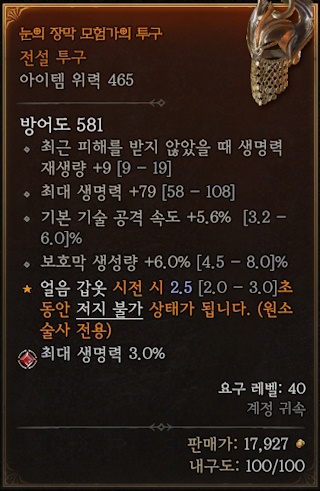 눈의 장막 모험가의 투구
전설 투구
아이템 위력 465
방어도 581
최근 피해를 받지 않았을 때 생명력
재생량 +9 [9 – 19]
최대 생명력 +79 [58 – 108]
기본 기술 공격 속도 +5.6% [3.2 –
6.0]%
보호막 생성량 +6.0% [4.5 – 8.0]%
얼음 갑옷 시전 시 2.5 [2.0 – 3.0]초
동안 저지 불가 상태가 됩니다. (원소
술사 전용)
최대 생명력 3.0%
요구 레벨: 40
계정 귀속
판매가: 17,927
내구도: 100/100